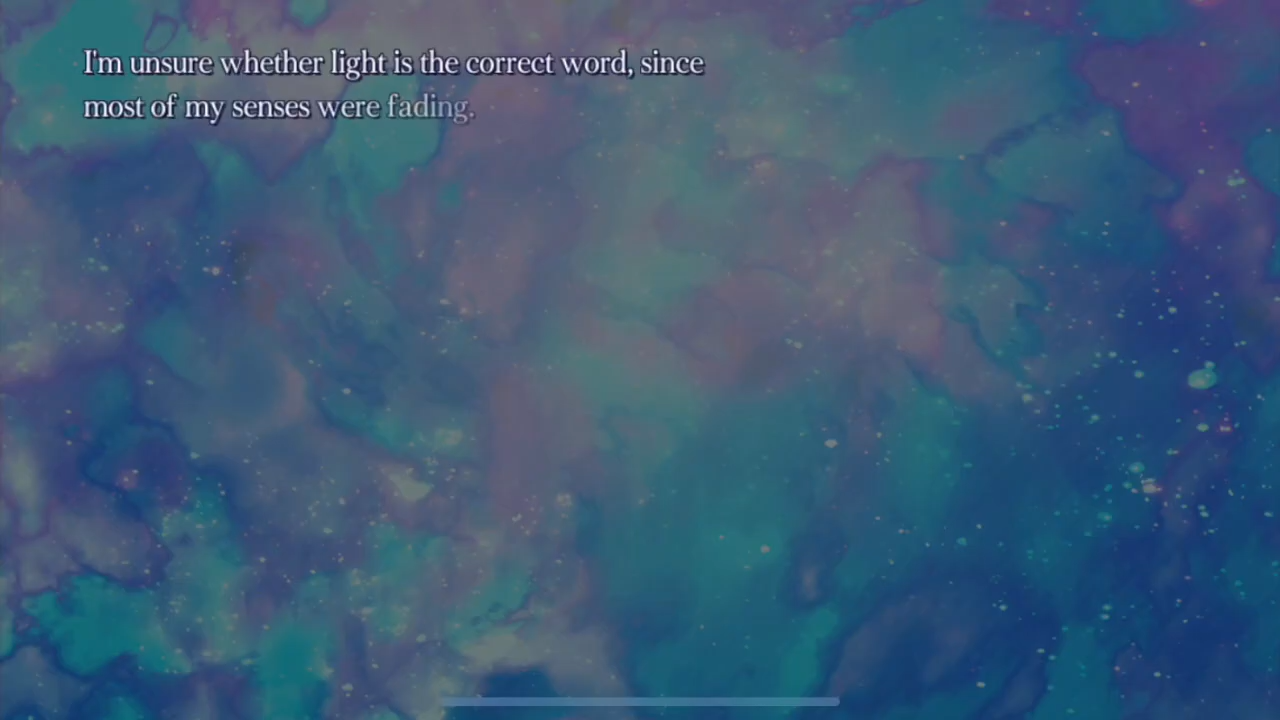 I'm unsure whether light is the correct word, since
most of my senses were fading.